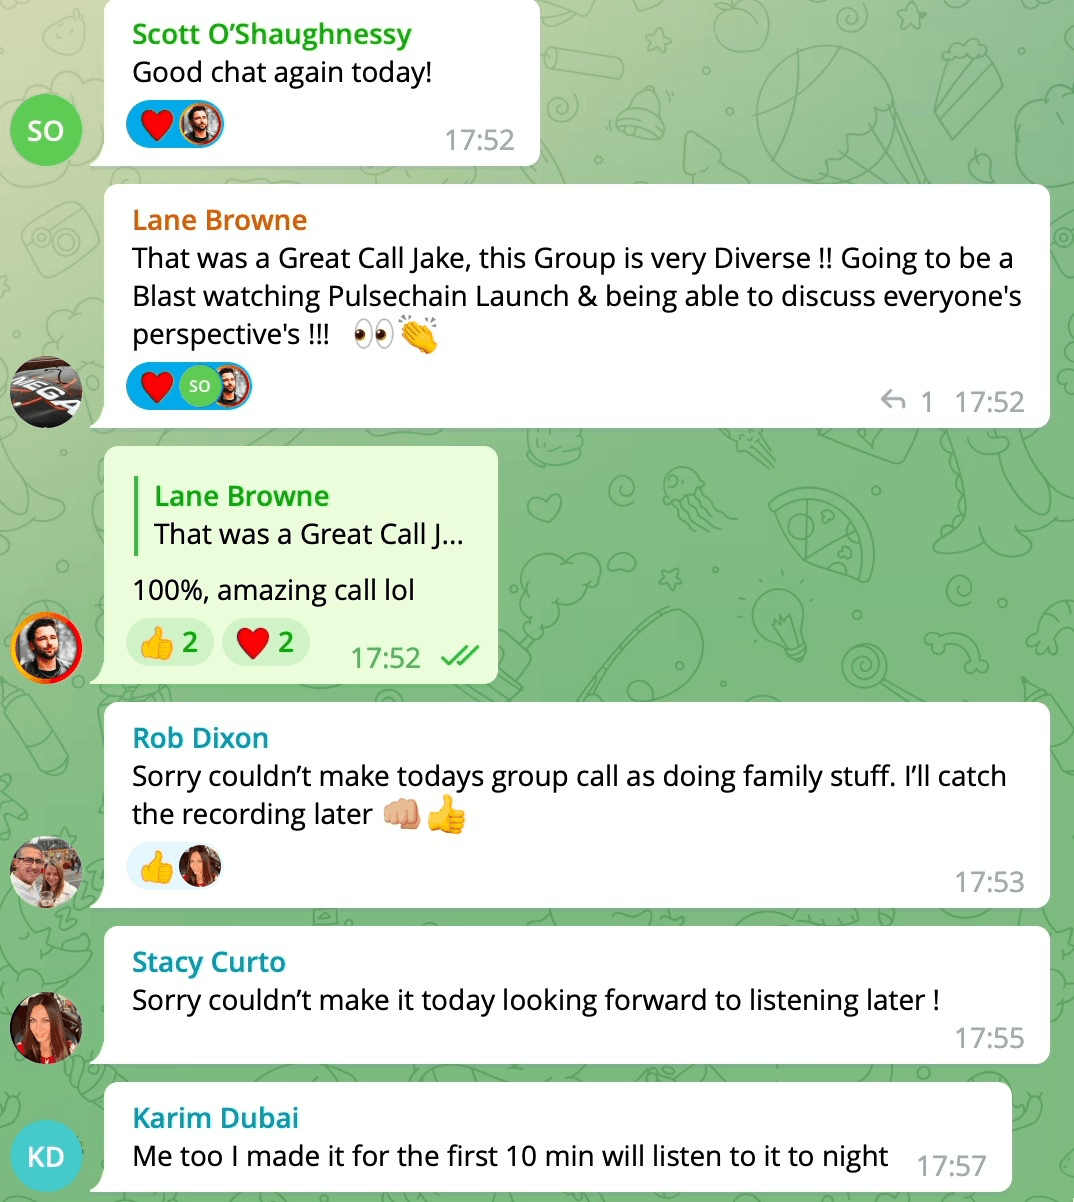 Scott O’Shaughnessy
Good chat again today!
SO
17:52
Lane Browne
That was a Great Call Jake, this Group is very Diverse !! Going to be a
Blast watching Pulsechain Launch & being able to discuss everyone's
perspective's !!! 👀👏
NEGA
❤️ SO
1 17:52
Lane Browne
That was a Great Call J...
100%, amazing call lol
👍 2 ❤️ 2 17:52
Rob Dixon
Sorry couldn’t make todays group call as doing family stuff. I’ll catch
the recording later 👊🏼👍
17:53
Stacy Curto
Sorry couldn’t make it today looking forward to listening later !
17:55
Karim Dubai
Me too I made it for the first 10 min will listen to it to night 17:57
KD